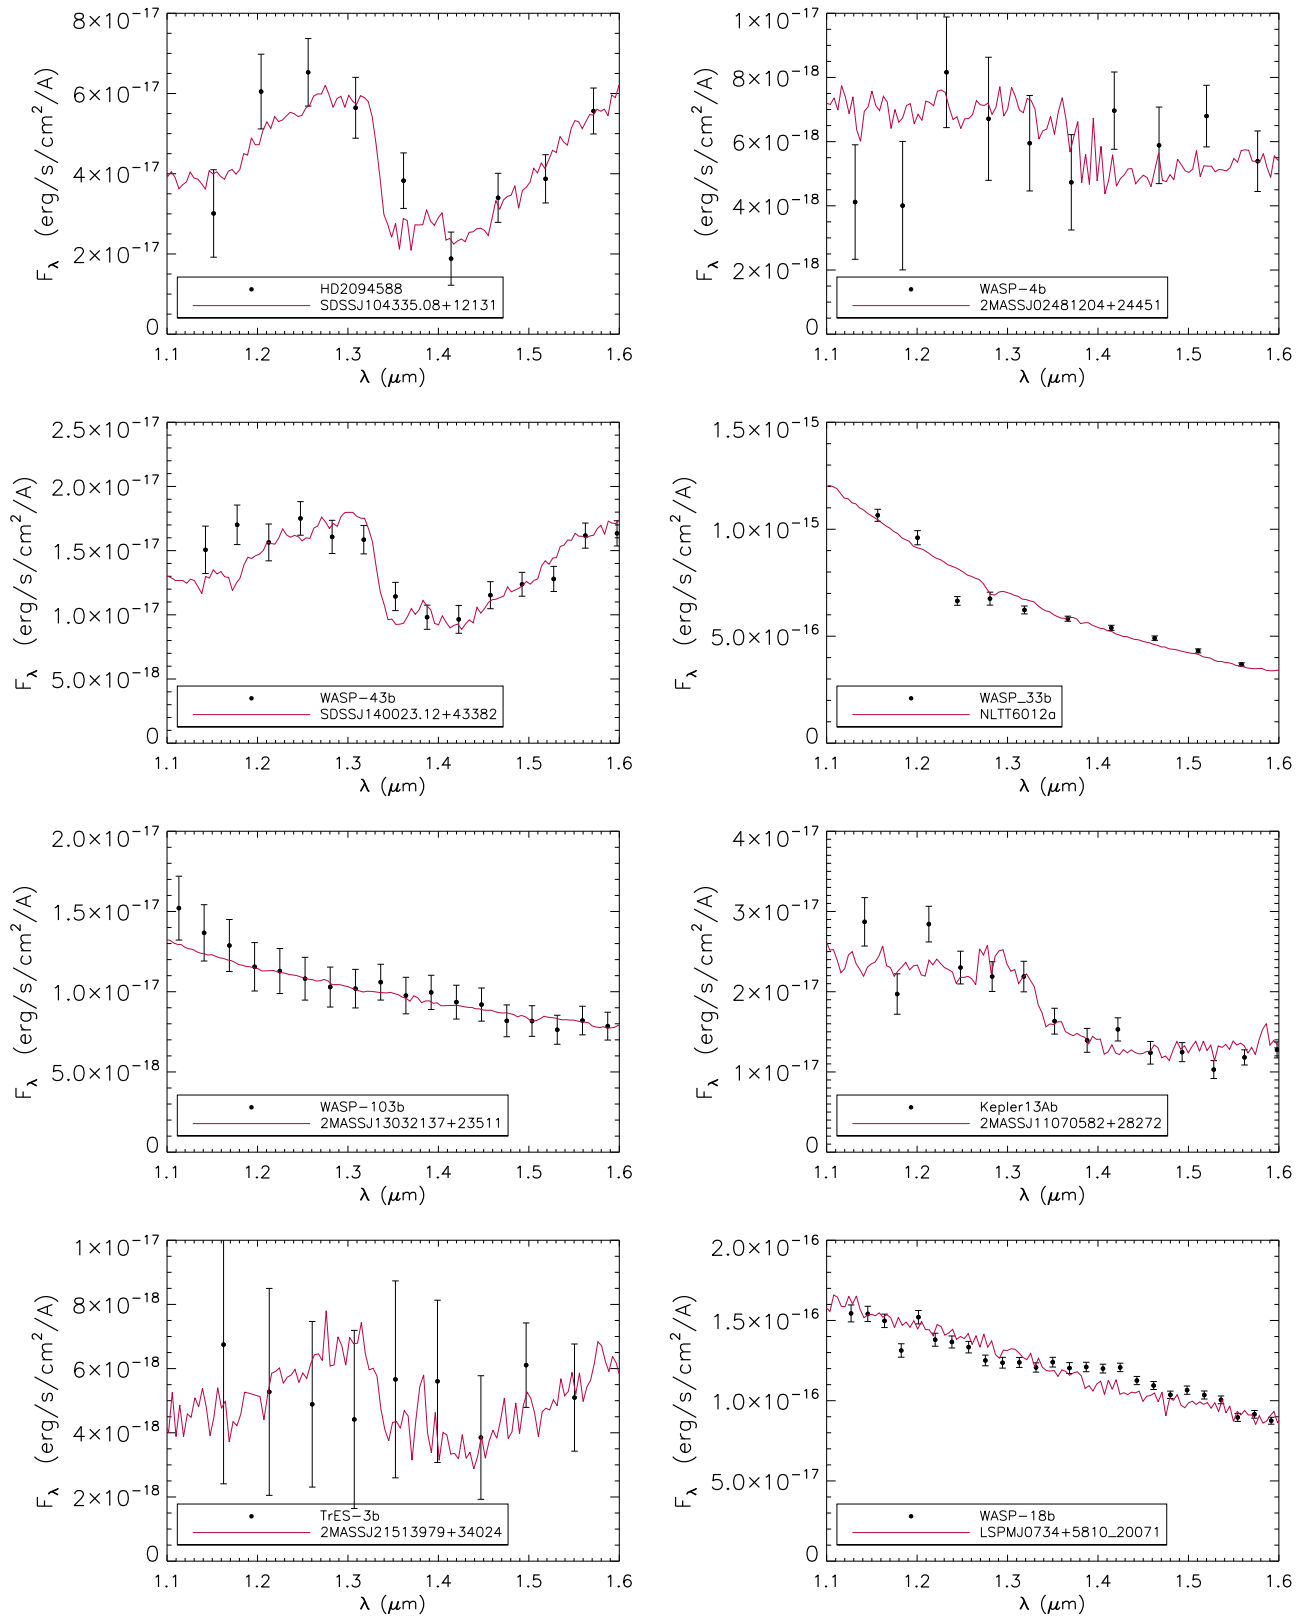 8×10⁻¹⁷
6×10⁻¹⁷
4×10⁻¹⁷
2×10⁻¹⁷
0
F_λ (erg/s/cm²/A)
HD2094588
SDSSJ104335.08+12131
1.1 1.2 1.3 1.4 1.5 1.6
λ (μm)
1×10⁻¹⁷
8×10⁻¹⁸
6×10⁻¹⁸
4×10⁻¹⁸
2×10⁻¹⁸
0
F_λ (erg/s/cm²/A)
WASP-4b
2MASSJ02481204+24451
1.1 1.2 1.3 1.4 1.5 1.6
λ (μm)
2.5×10⁻¹⁷
2.0×10⁻¹⁷
1.5×10⁻¹⁷
1.0×10⁻¹⁷
5.0×10⁻¹⁸
0
F_λ (erg/s/cm²/A)
WASP-43b
SDSSJ140023.12+43382
1.1 1.2 1.3 1.4 1.5 1.6
λ (μm)
1.5×10⁻¹⁵
1.0×10⁻¹⁵
5.0×10⁻¹⁶
0
F_λ (erg/s/cm²/A)
WASP_33b
NLTT6012a
1.1 1.2 1.3 1.4 1.5 1.6
λ (μm)
2.0×10⁻¹⁷
1.5×10⁻¹⁷
1.0×10⁻¹⁷
5.0×10⁻¹⁸
0
F_λ (erg/s/cm²/A)
WASP-103b
2MASSJ13032137+23511
1.1 1.2 1.3 1.4 1.5 1.6
λ (μm)
4×10⁻¹⁷
3×10⁻¹⁷
2×10⁻¹⁷
1×10⁻¹⁷
0
F_λ (erg/s/cm²/A)
Kepler13Ab
2MASSJ11070582+28272
1.1 1.2 1.3 1.4 1.5 1.6
λ (μm)
1×10⁻¹⁷
8×10⁻¹⁸
6×10⁻¹⁸
4×10⁻¹⁸
2×10⁻¹⁸
0
F_λ (erg/s/cm²/A)
TrES-3b
2MASSJ21513979+34024
1.1 1.2 1.3 1.4 1.5 1.6
λ (μm)
2.0×10⁻¹⁶
1.5×10⁻¹⁶
1.0×10⁻¹⁶
5.0×10⁻¹⁷
0
F_λ (erg/s/cm²/A)
WASP-18b
LSPMJ0734+5810_20071
1.1 1.2 1.3 1.4 1.5 1.6
λ (μm)